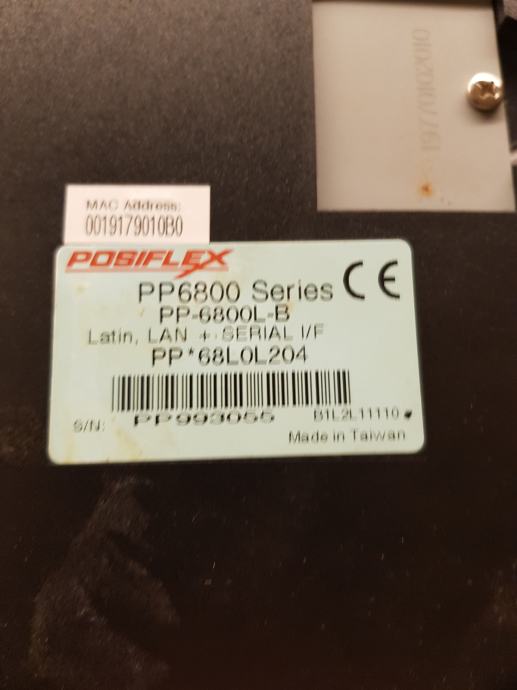 MAC Address:
0019179010B0
POSIFLEX
PP6800 Series CE
PP-6800L-B
Latin, LAN + SERIAL I/F
PP*68L0L204
S/N: PP993055 B1L2L11110
Made in Taiwan